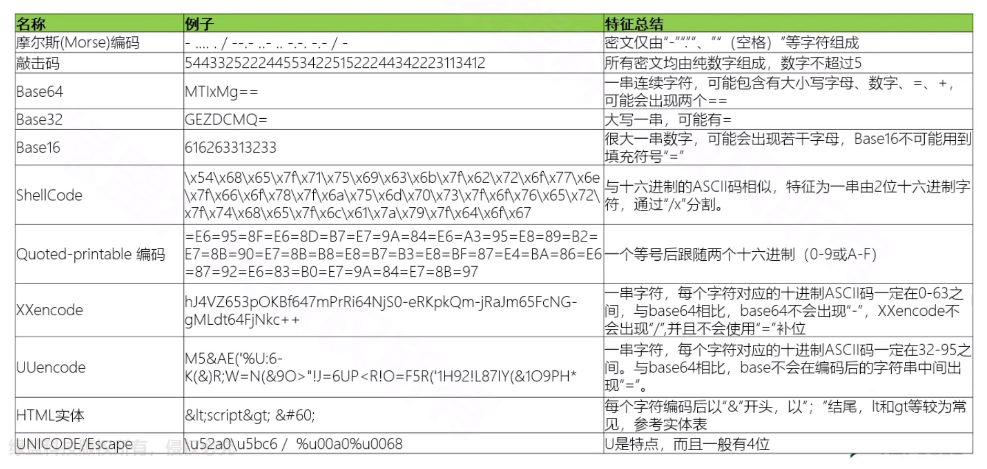 名称 例子 特征总结
摩尔斯(Morse)编码 - .... . / --.- ..- .. -.-. -.- / - 密文仅由“-”“.”“、”“（空格）”等字符组成
敲击码 544332522224455342251522244342223113412 所有密文均由纯数字组成，数字不超过5
Base64 MTIxMg== 一串连续字符，可能包含有大小写字母、数字、=、+，
可能会出现两个==
Base32 GEZDCMQ= 大写一串，可能有=
Base16 616263313233 很大一串数字，可能会出现若干字母，Base16不可能用到
填充符号“=”
ShellCode \x54\x68\x65\x7f\x71\x75\x69\x63\x6b\x7f\x62\x72\x6f\x77\x6e
\x7f\x66\x6f\x78\x7f\x6a\x75\x6d\x70\x73\x7f\x6f\x76\x65\x72\
x7f\x74\x68\x65\x7f\x6c\x61\x7a\x79\x7f\x64\x6f\x67
与十六进制的ASCII码相似，特征为一串由2位十六进制字
符，通过“/x”分割。
Quoted-printable 编码 =E6=95=8F=E6=8D=B7=E7=9A=84=E6=A3=95=E8=89=B2=
E7=8B=90=E7=8B=B8=E8=B7=B3=E8=BF=87=E4=BA=86=E6
=87=92=E6=83=B0=E7=9A=84=E7=8B=97
一个等号后跟随两个十六进制（0-9或A-F）
XXencode hJ4VZ653pOKBf647mPrRi64NjS0-eRKpkQm-jRaJm65FcNG-
gMLdt64FjNkc++
一串字符，每个字符对应的十进制ASCII码一定在0-63之
间，与base64相比，base64不会出现“-”，XXencode不
会出现“/”,并且不会使用“=”补位
UUencode M5&AE('%U:6-
K(&)R;W=N(&9O>"!J=6UP<R!O=F5R('1H92!L87IY(&1O9PH*
一串字符，每个字符对应的十进制ASCII码一定在32-95之
间。与base64相比，base不会在编码后的字符串中间出
现“=”。
HTML实体 &lt;script&gt; &#60; 每个字符编码后以“&”开头，以“；”结尾，lt和gt等较为常
见，参考实体表
UNICODE/Escape \u52a0\u5bc6 / %u00a0%u0068 U是特点，而且一般有4位